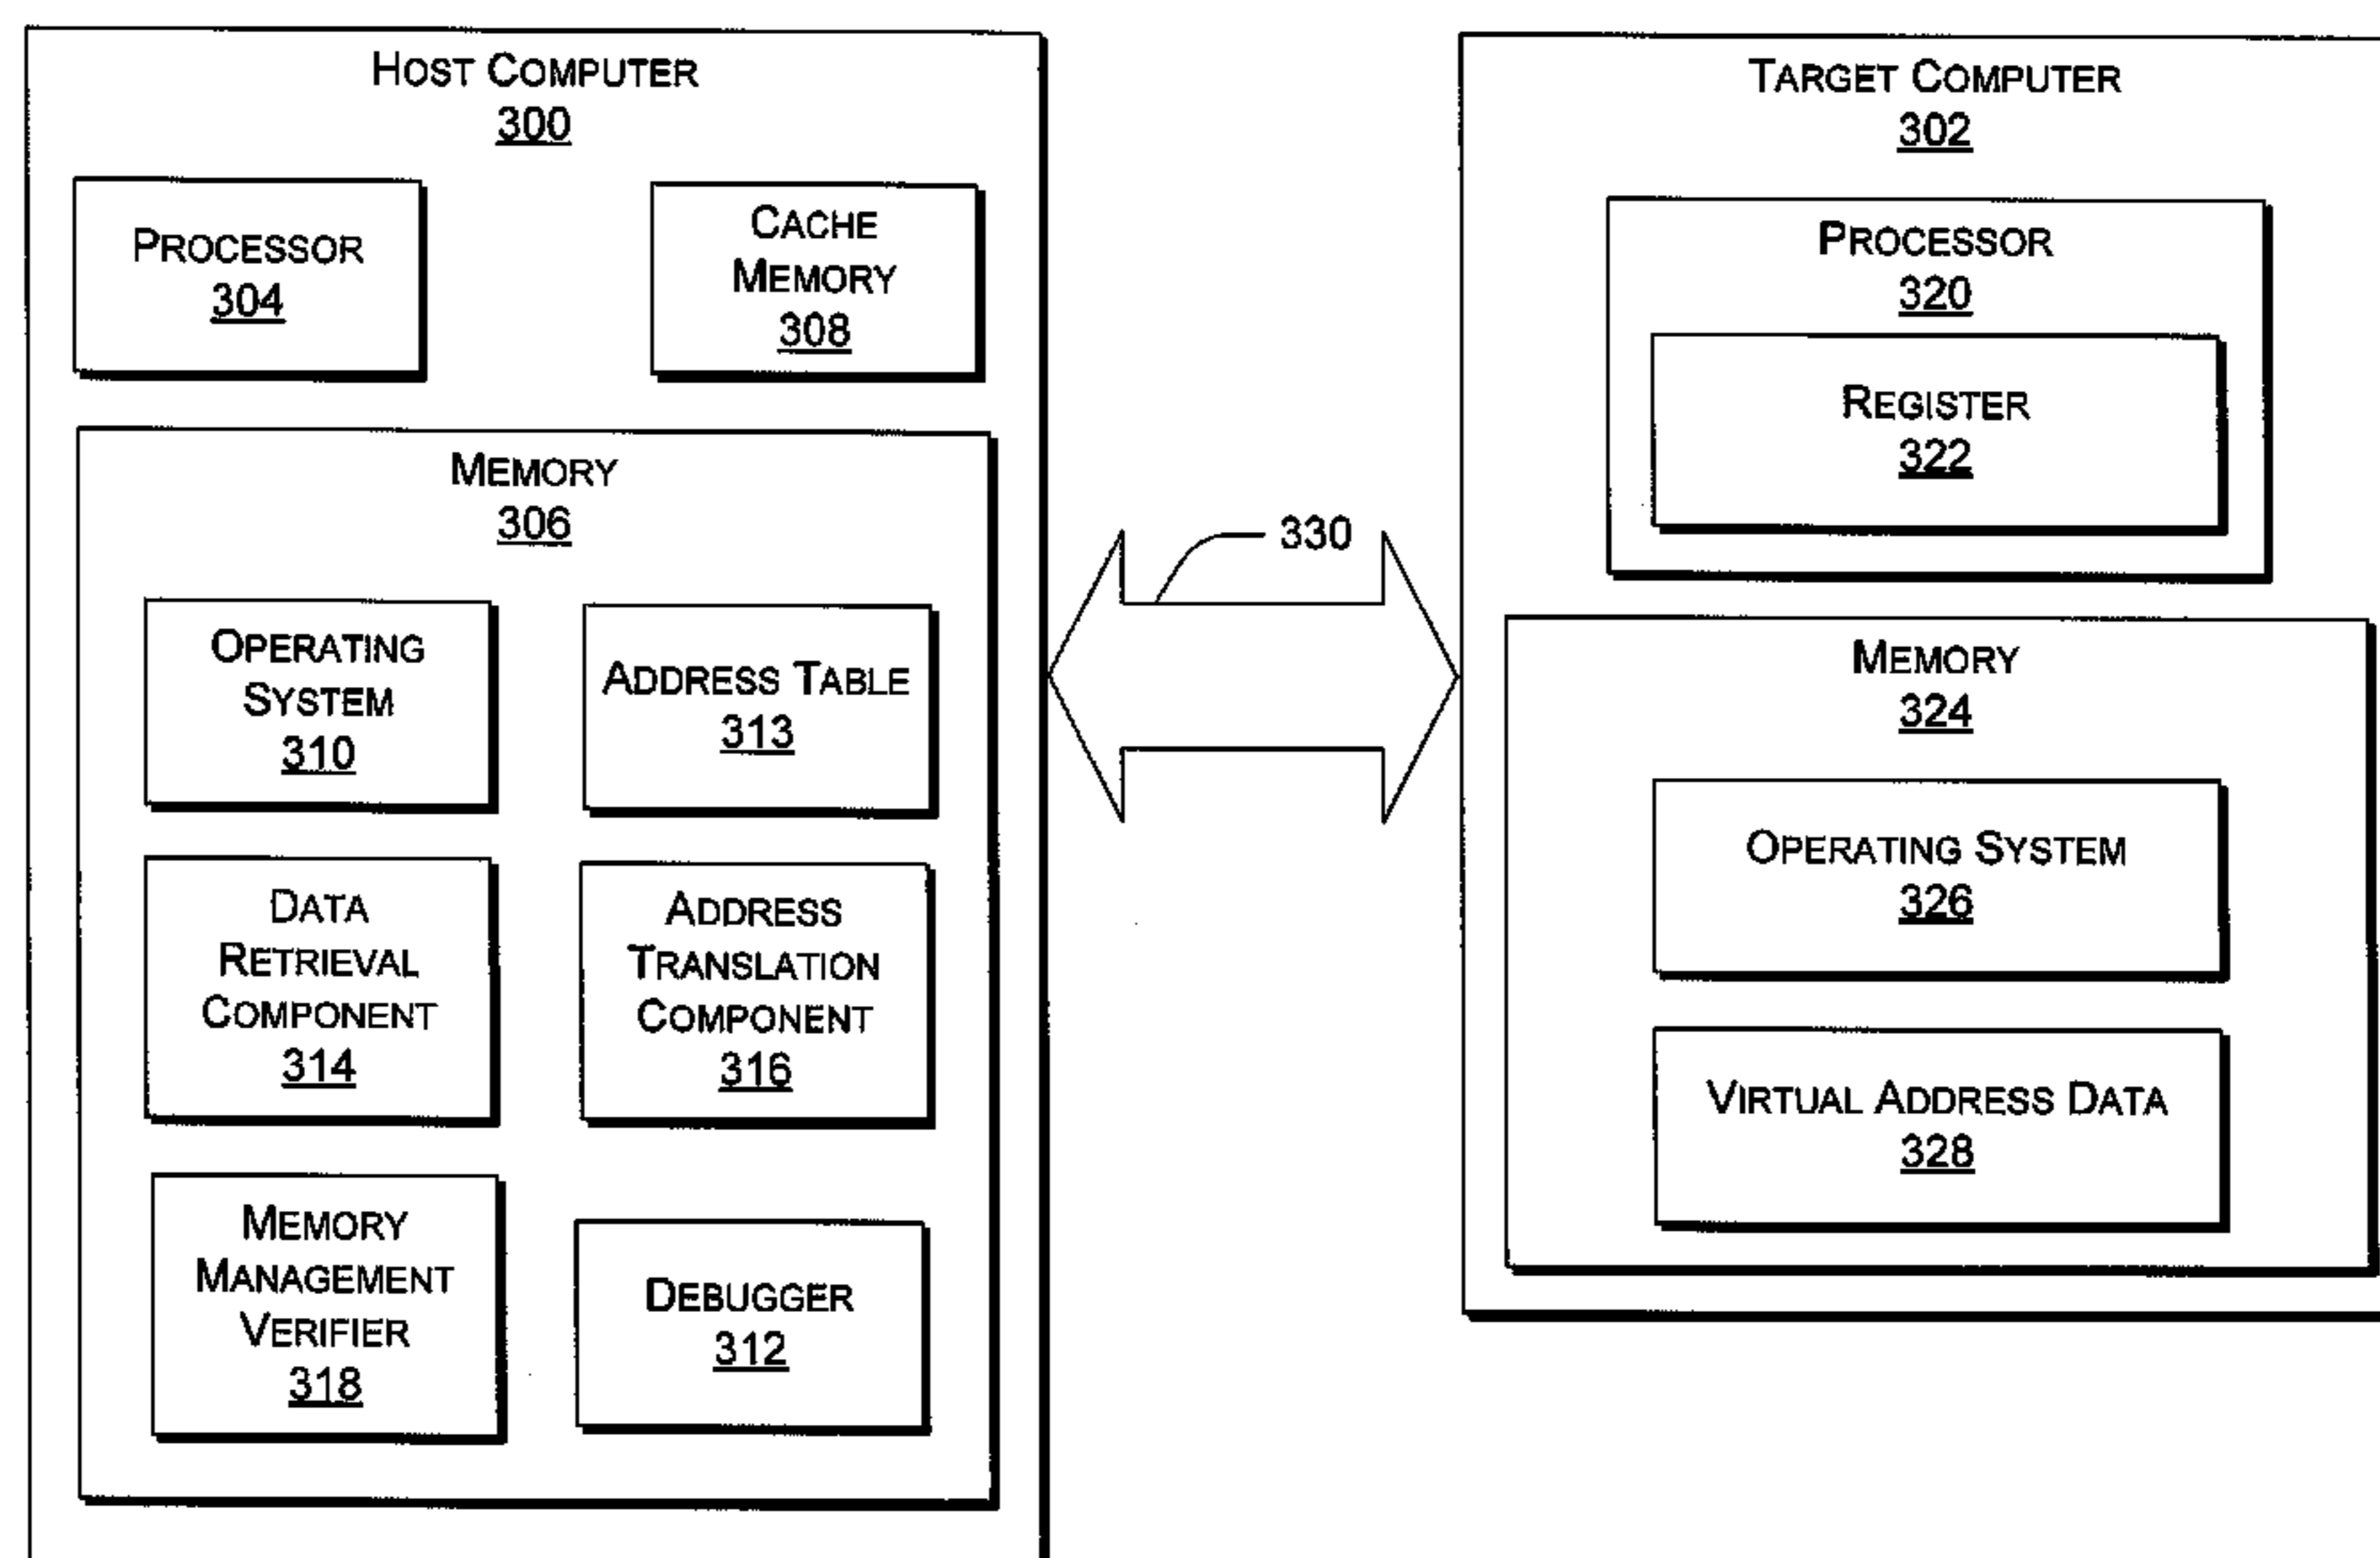 HOST COMPUTER
300
PROCESSOR
304
CACHE
MEMORY
308
MEMORY
306
OPERATING
SYSTEM
310
ADDRESS TABLE
313
DATA
RETRIEVAL
COMPONENT
314
ADDRESS
TRANSLATION
COMPONENT
316
MEMORY
MANAGEMENT
VERIFIER
318
DEBUGGER
312
330
TARGET COMPUTER
302
PROCESSOR
320
REGISTER
322
MEMORY
324
OPERATING SYSTEM
326
VIRTUAL ADDRESS DATA
328